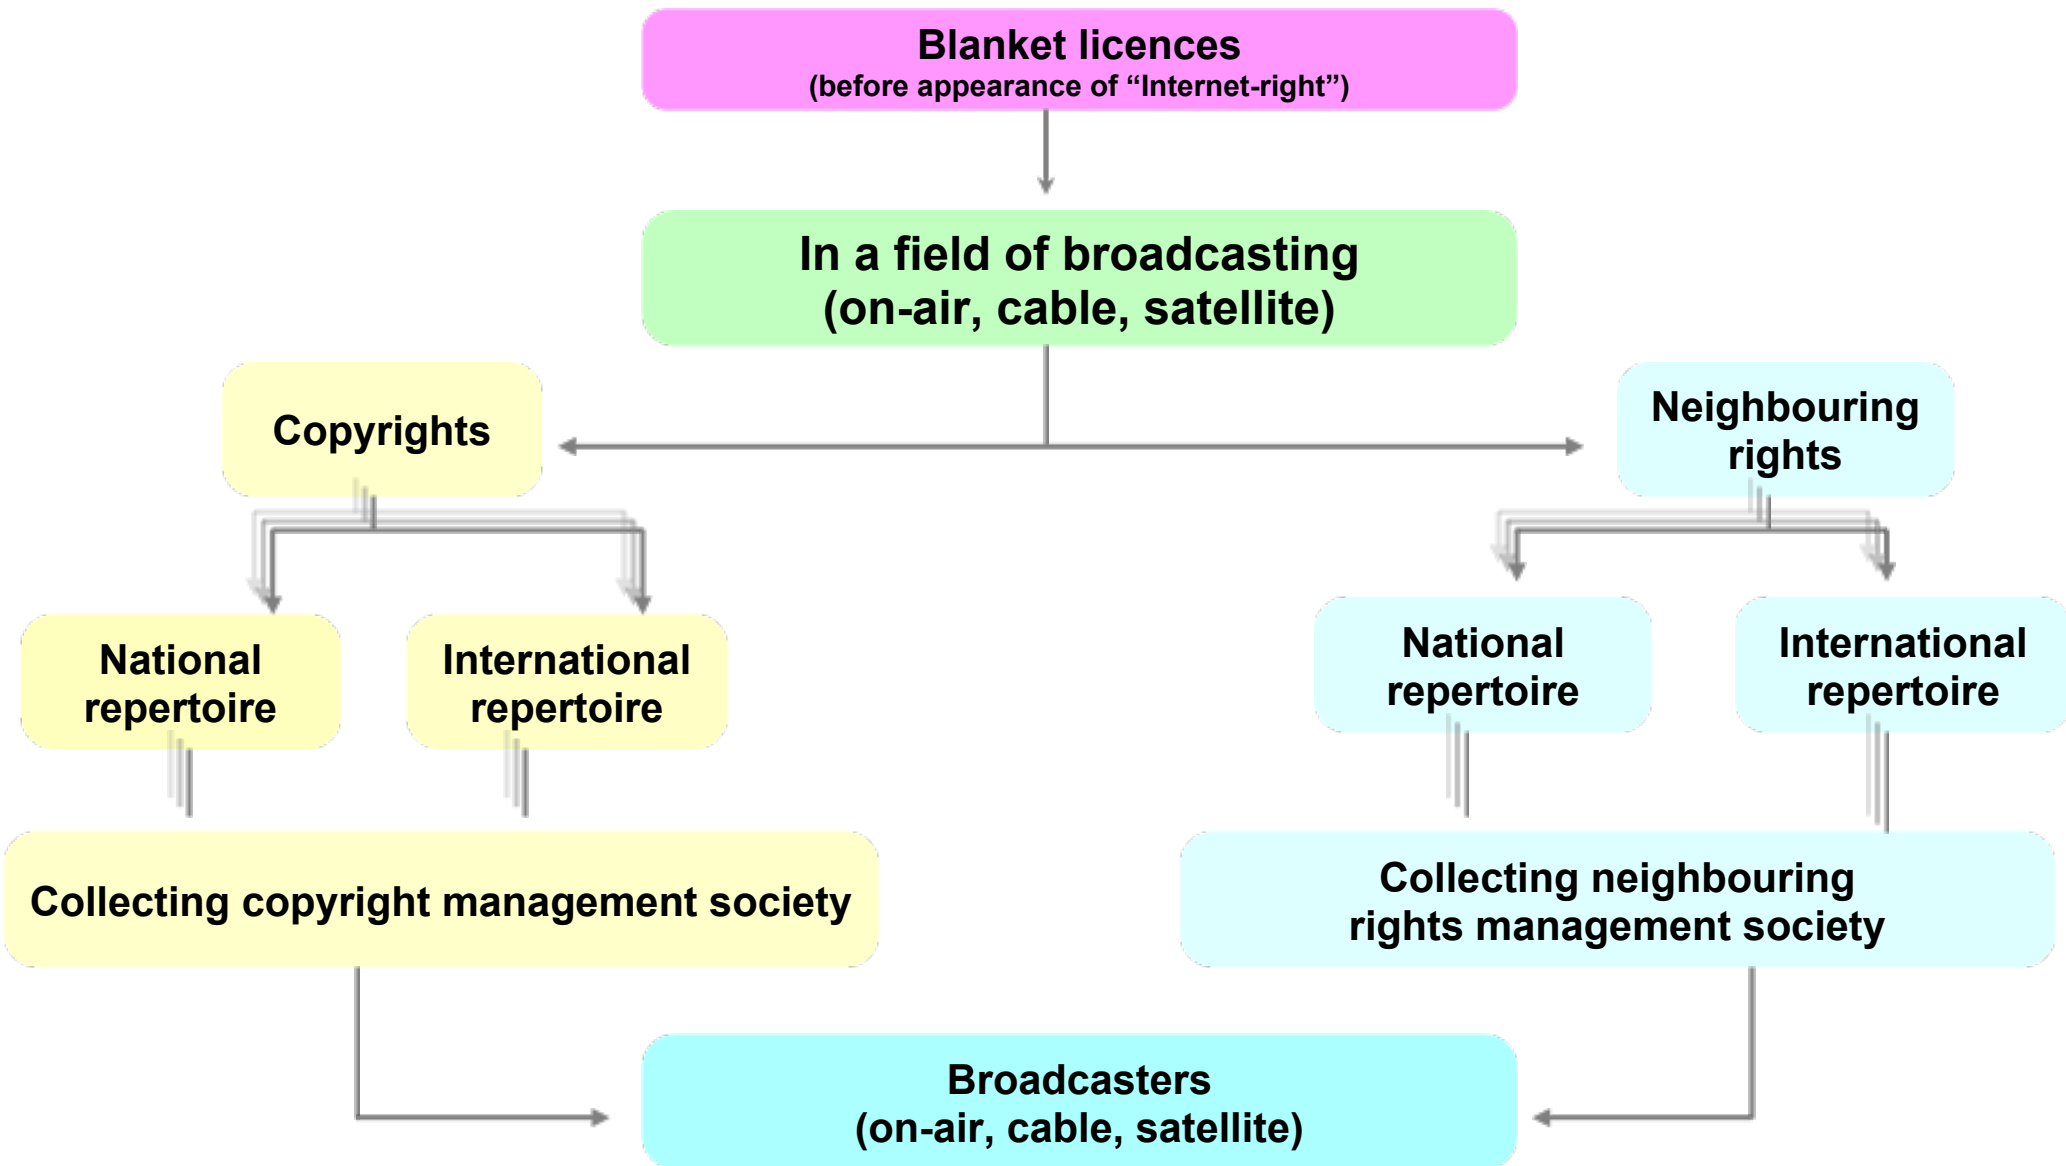 Blanket licences
(before appearance of “Internet-right”)
In a field of broadcasting
(on-air, cable, satellite)
Copyrights
Neighbouring
rights
National
repertoire
International
repertoire
National
repertoire
International
repertoire
Collecting copyright management society
Collecting neighbouring
rights management society
Broadcasters
(on-air, cable, satellite)